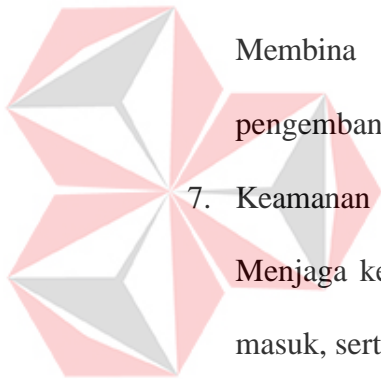 Membina
pengemban
7. Keamanan
Menjaga ke
masuk, sert